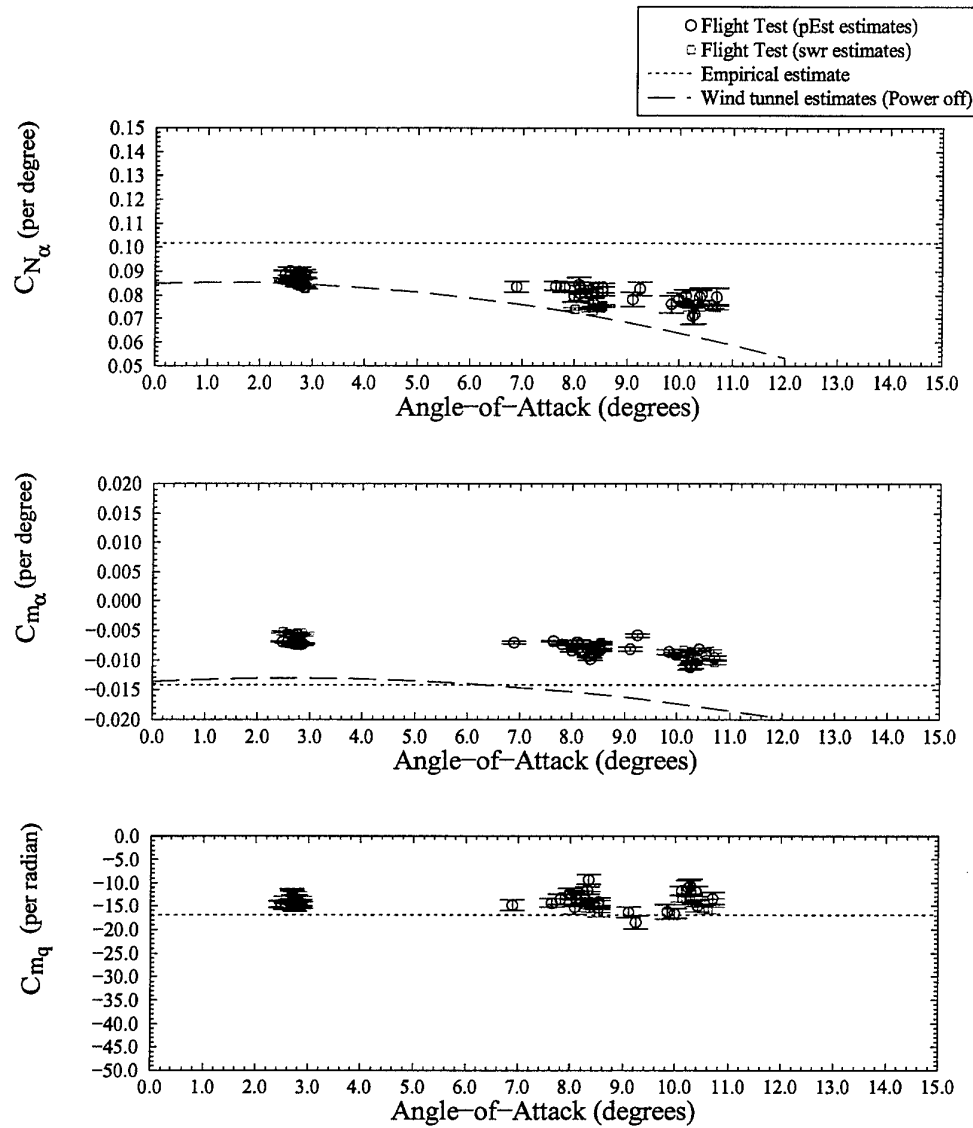 Flight Test (pEst estimates)
Flight Test (swr estimates)
Empirical estimate
Wind tunnel estimates (Power off)
C_Nα (per degree)
0.15
0.14
0.13
0.12
0.11
0.10
0.09
0.08
0.07
0.06
0.05
0.0 1.0 2.0 3.0 4.0 5.0 6.0 7.0 8.0 9.0 10.0 11.0 12.0 13.0 14.0 15.0
Angle-of-Attack (degrees)
C_mα (per degree)
0.020
0.015
0.010
0.005
0.000
-0.005
-0.010
-0.015
-0.020
0.0 1.0 2.0 3.0 4.0 5.0 6.0 7.0 8.0 9.0 10.0 11.0 12.0 13.0 14.0 15.0
Angle-of-Attack (degrees)
C_mq (per radian)
0.0
-5.0
-10.0
-15.0
-20.0
-25.0
-30.0
-35.0
-40.0
-45.0
-50.0
0.0 1.0 2.0 3.0 4.0 5.0 6.0 7.0 8.0 9.0 10.0 11.0 12.0 13.0 14.0 15.0
Angle-of-Attack (degrees)